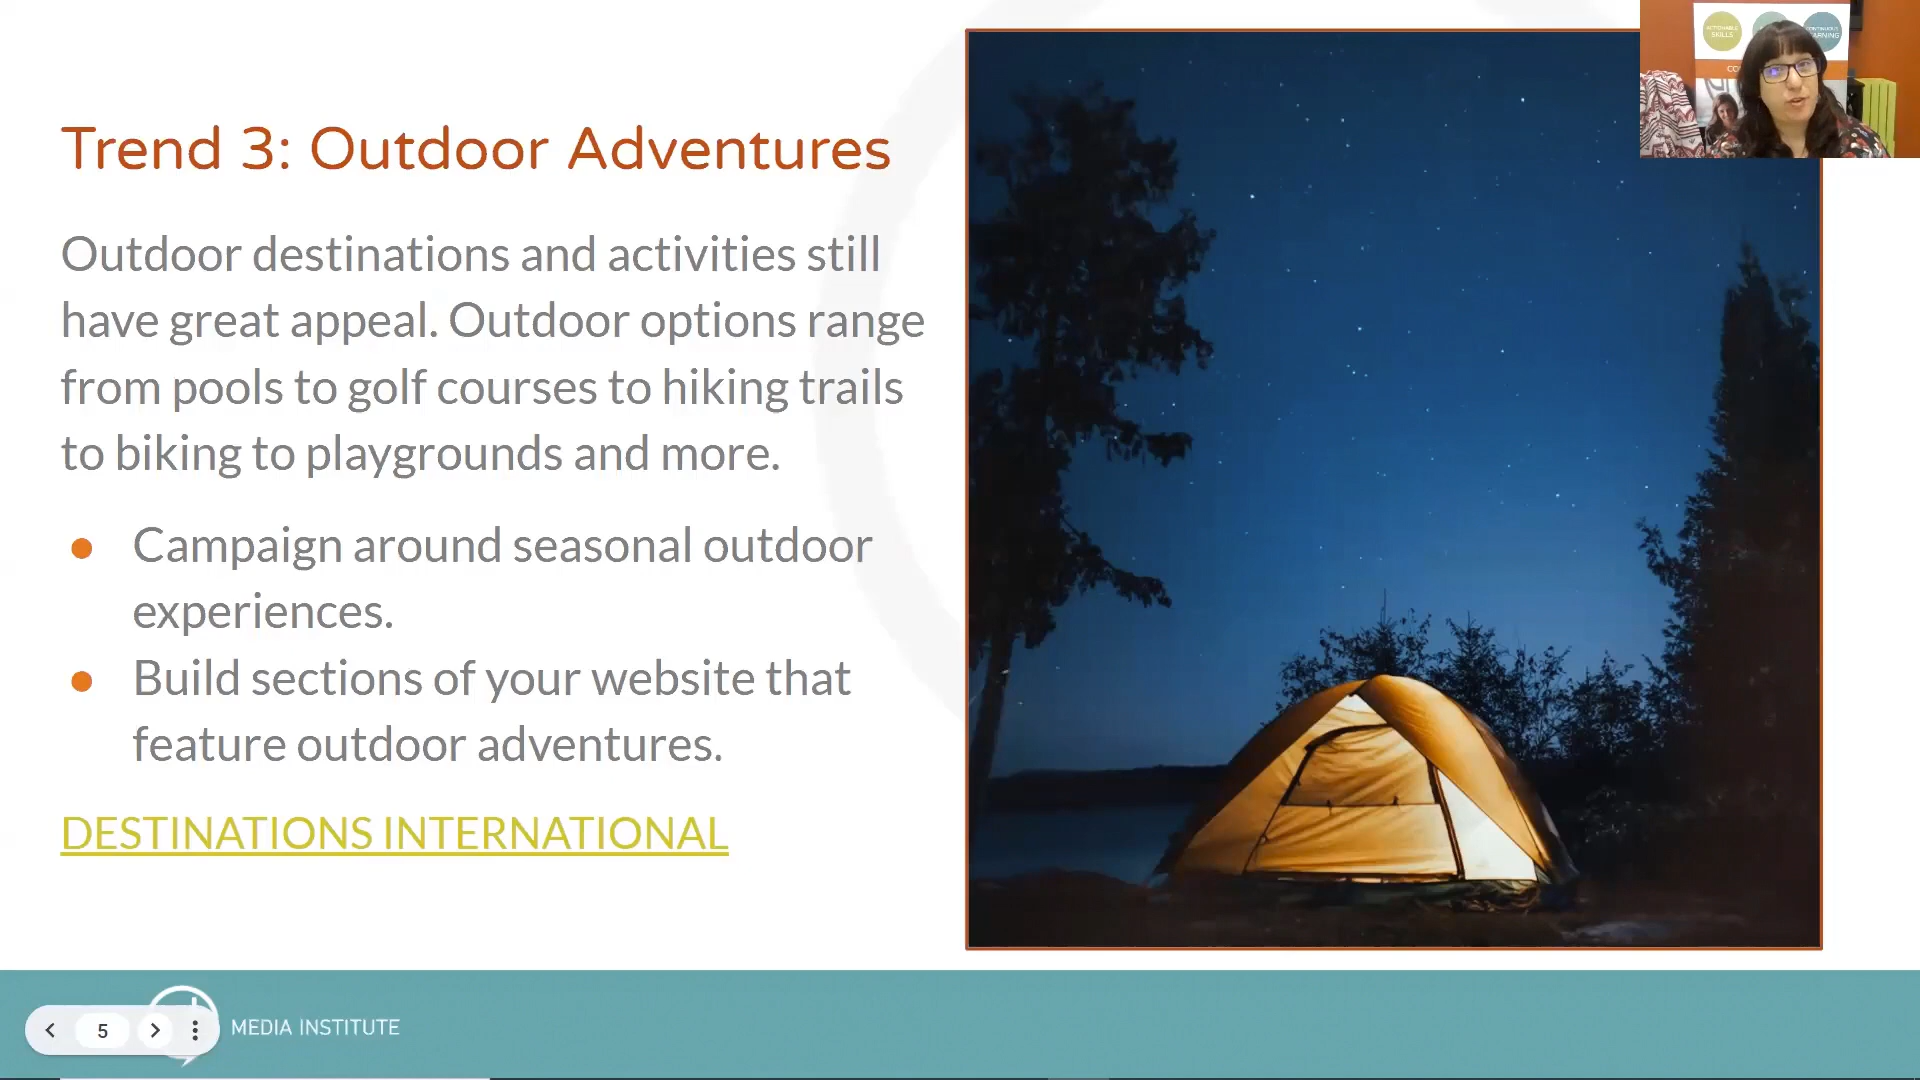 Trend 3: Outdoor Adventures
Outdoor destinations and activities still
have great appeal. Outdoor options range
from pools to golf courses to hiking trails
to biking to playgrounds and more.
Campaign around seasonal outdoor
experiences.
Build sections of your website that
feature outdoor adventures.
DESTINATIONS INTERNATIONAL
SKILLS
5
MEDIA INSTITUTE